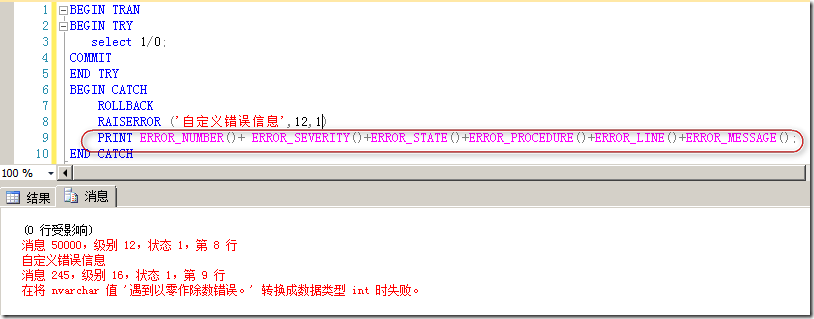 1 BEGIN TRAN
2 BEGIN TRY
3 select 1/0;
4 COMMIT
5 END TRY
6 BEGIN CATCH
7 ROLLBACK
8 RAISERROR ('自定义错误信息',12,1)
9 PRINT ERROR_NUMBER()+ ERROR_SEVERITY()+ERROR_STATE()+ERROR_PROCEDURE()+ERROR_LINE()+ERROR_MESSAGE();
10 END CATCH
100 %
结果 消息
(0 行受影响)
消息 50000，级别 12，状态 1，第 8 行
自定义错误信息
消息 245，级别 16，状态 1，第 9 行
在将 nvarchar 值 '遇到以零作除数错误。' 转换成数据类型 int 时失败。